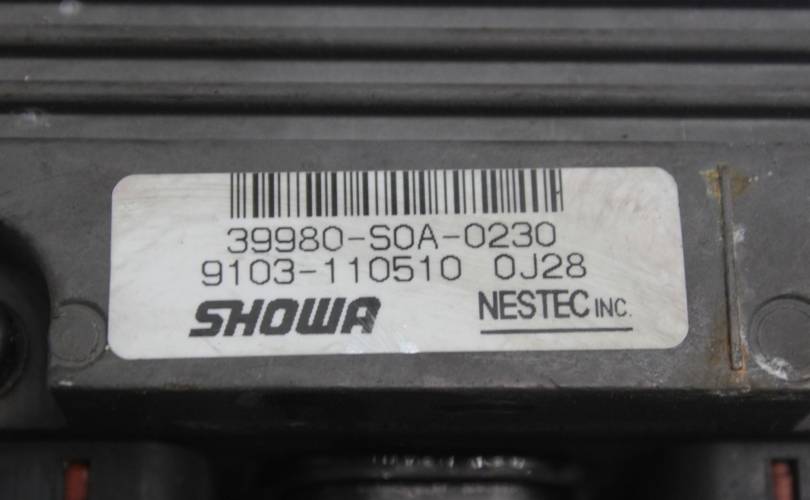 39980-S0A-0230
9103-110510 0J28
SHOWA NESTEC INC.